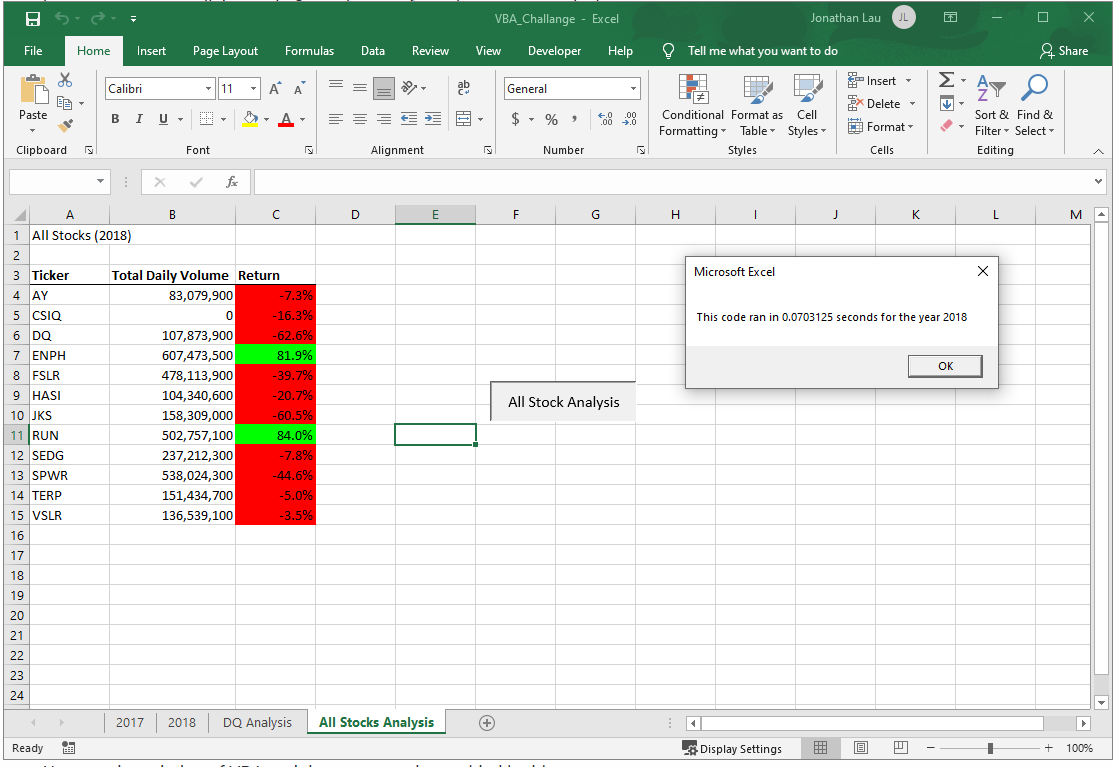 VBA_Challange - Excel
Jonathan Lau JL
File Home Insert Page Layout Formulas Data Review View Developer Help Tell me what you want to do Share
Calibri 11 General Insert
Paste B I U $ % , Conditional Formatting Format as Table Cell Styles Delete Sort & Filter Find & Select
Format
Clipboard Font Alignment Number Styles Cells Editing
fx
A B C D E F G H I J K L M
1 All Stocks (2018)
2
3 Ticker Total Daily Volume Return
4 AY 83,079,900 -7.3%
5 CSIQ 0 -16.3%
6 DQ 107,873,900 -62.6%
7 ENPH 607,473,500 81.9%
8 FSLR 478,113,900 -39.7%
9 HASI 104,340,600 -20.7%
10 JKS 158,309,000 -60.5%
11 RUN 502,757,100 84.0%
12 SEDG 237,212,300 -7.8%
13 SPWR 538,024,300 -44.6%
14 TERP 151,434,700 -5.0%
15 VSLR 136,539,100 -3.5%
16
17
18
19
20
21
22
23
24
Microsoft Excel
This code ran in 0.0703125 seconds for the year 2018
OK
All Stock Analysis
2017 2018 DQ Analysis All Stocks Analysis
Ready Display Settings 100%